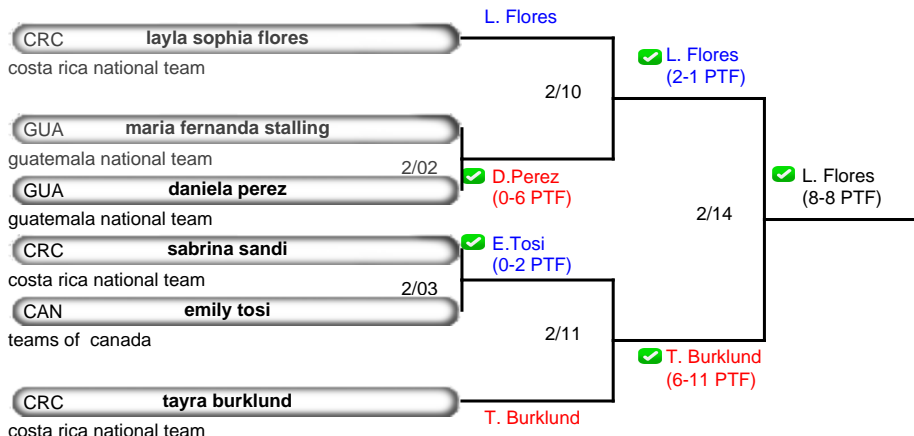 L. Flores
CRC layla sophia flores
costa rica national team
L. Flores
(2-1 PTF)
2/10
GUA maria fernanda stalling
guatemala national team
2/02
GUA daniela perez
guatemala national team
D.Perez
(0-6 PTF)
L. Flores
(8-8 PTF)
2/14
CRC sabrina sandi
costa rica national team
E.Tosi
(0-2 PTF)
2/03
CAN emily tosi
teams of canada
2/11
T. Burklund
(6-11 PTF)
CRC tayra burklund
costa rica national team
T. Burklund